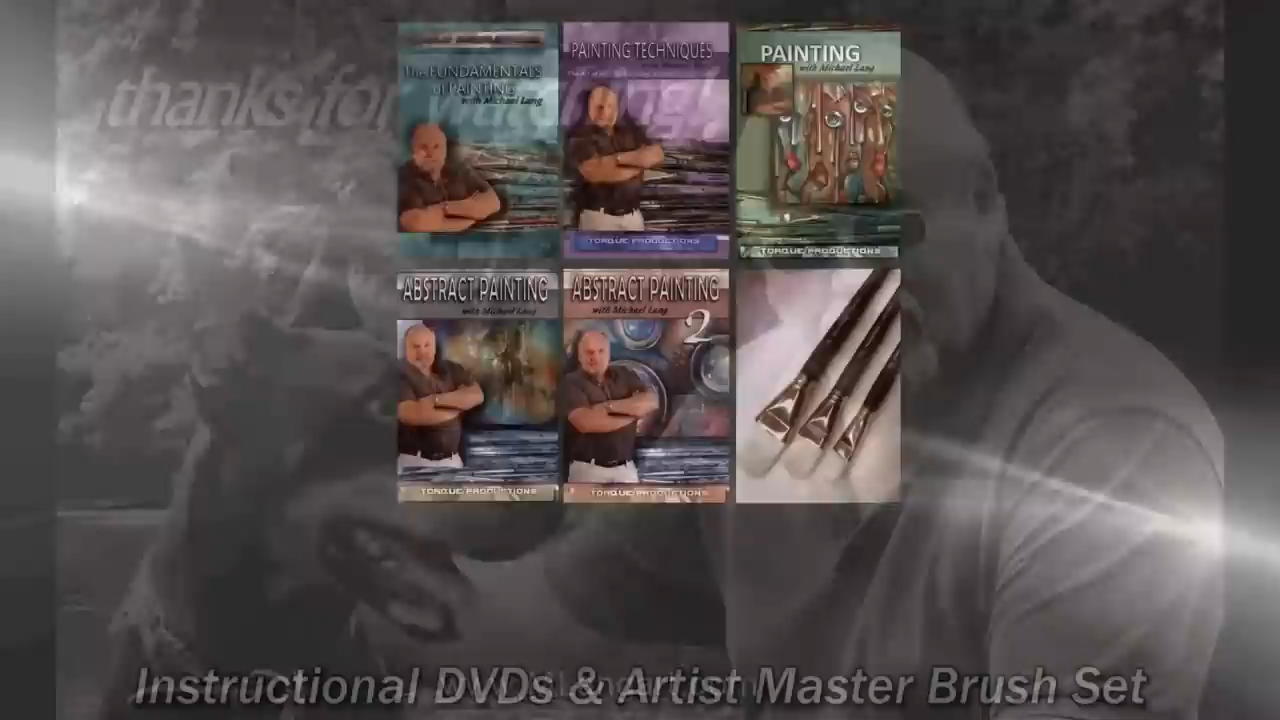 thanks for watching!
The FUNDAMENTALS
of PAINTING
with Michael Lang
PAINTING TECHNIQUES
TORQUE PRODUCTIONS
PAINTING
with Michael Lang
TORQUE PRODUCTIONS
ABSTRACT PAINTING
with Michael Lang
TORQUE PRODUCTIONS
ABSTRACT PAINTING
with Michael Lang
2
TORQUE PRODUCTIONS
Instructional DVDs & Artist Master Brush Set